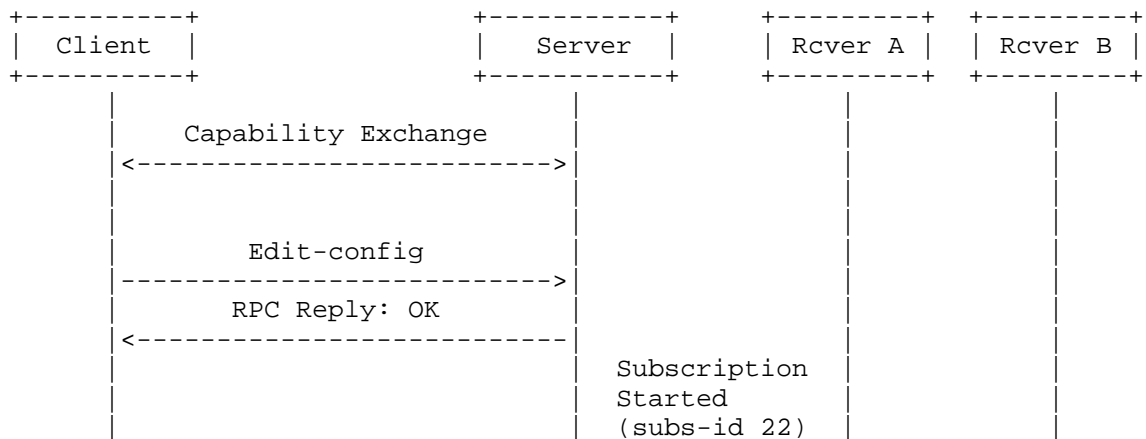 Client Server Rcver A Rcver B
Capability Exchange
Edit-config
RPC Reply: OK
Subscription
Started
(subs-id 22)